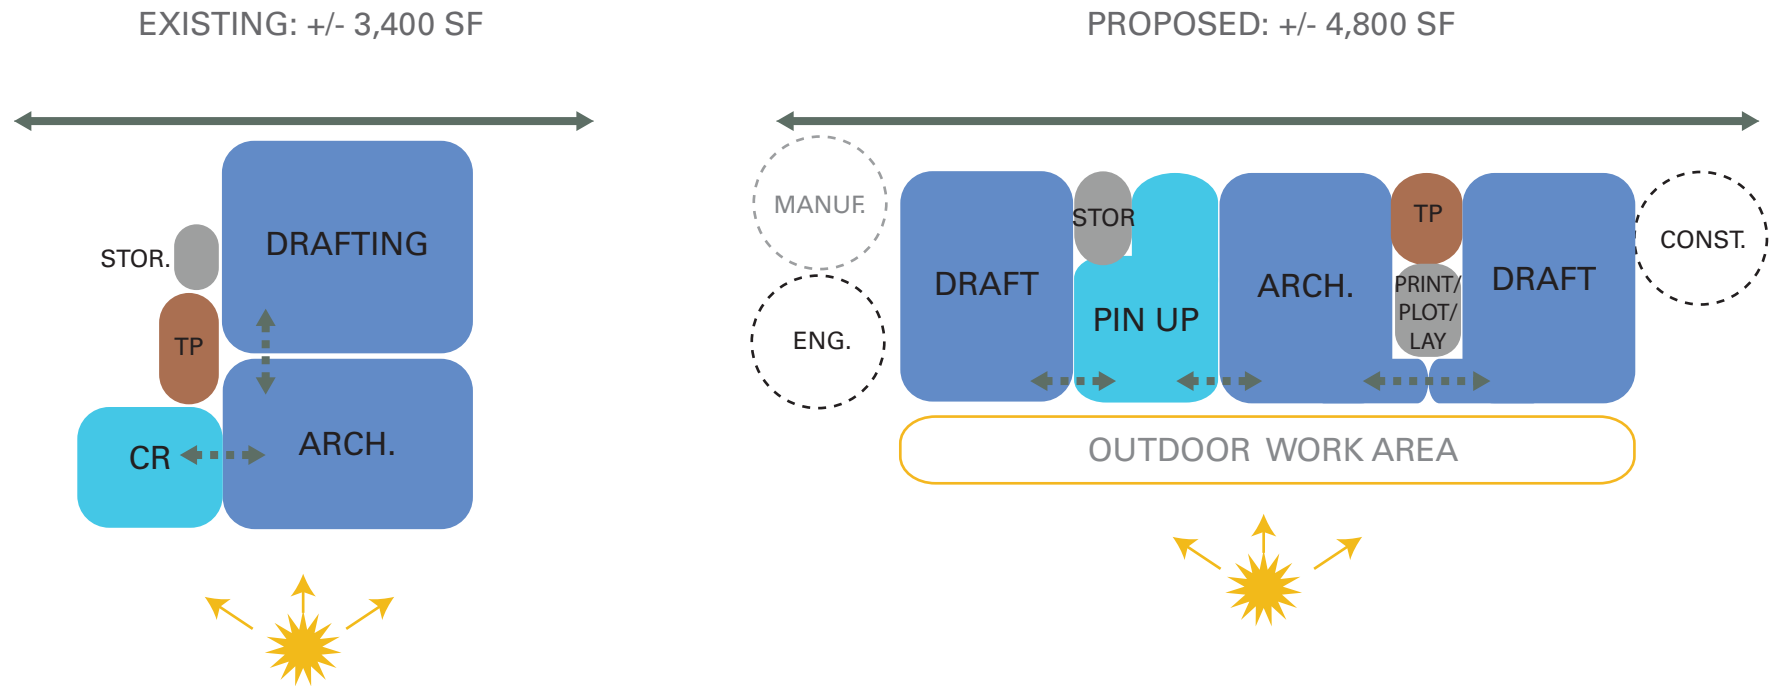 EXISTING: +/- 3,400 SF
DRAFTING
STOR.
TP
CR
ARCH.
PROPOSED: +/- 4,800 SF
MANUF.
ENG.
DRAFT
STOR
PIN UP
ARCH.
TP
PRINT/
PLOT/
LAY
DRAFT
CONST.
OUTDOOR WORK AREA